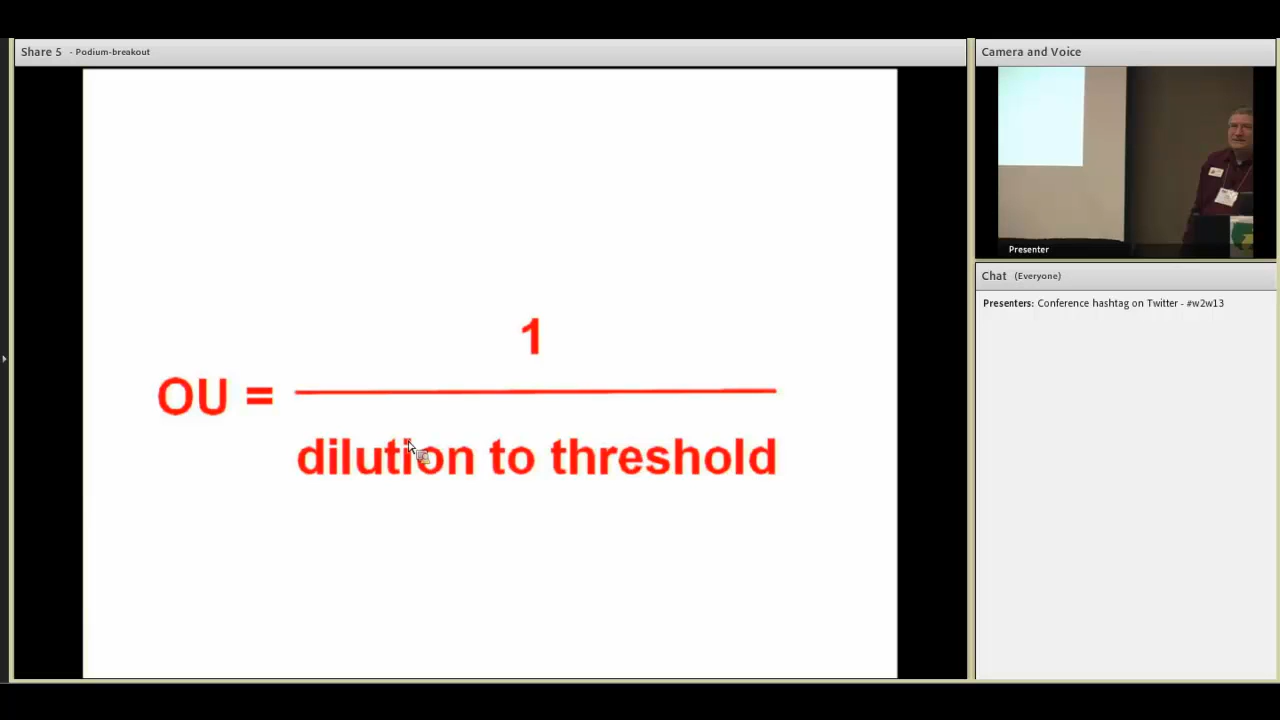 Share 5 - Podium-breakout
1
OU =
dilution to threshold
Camera and Voice
Presenter
Chat (Everyone)
Presenters: Conference hashtag on Twitter - #w2w13